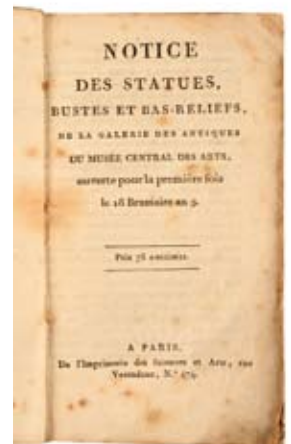 NOTICE
DES STATUES,
BUSTES ET BAS-RELIEFS,
DE LA GALERIE DES ANTIQUES
DU MUSÉE CENTRAL DES ARTS,
ouverte pour la première fois
le 18 Brumaire an 9.
Prix 75 centimes.
A PARIS,
De l'Imprimerie des Sciences et Arts, rue
Ventadour, N.°